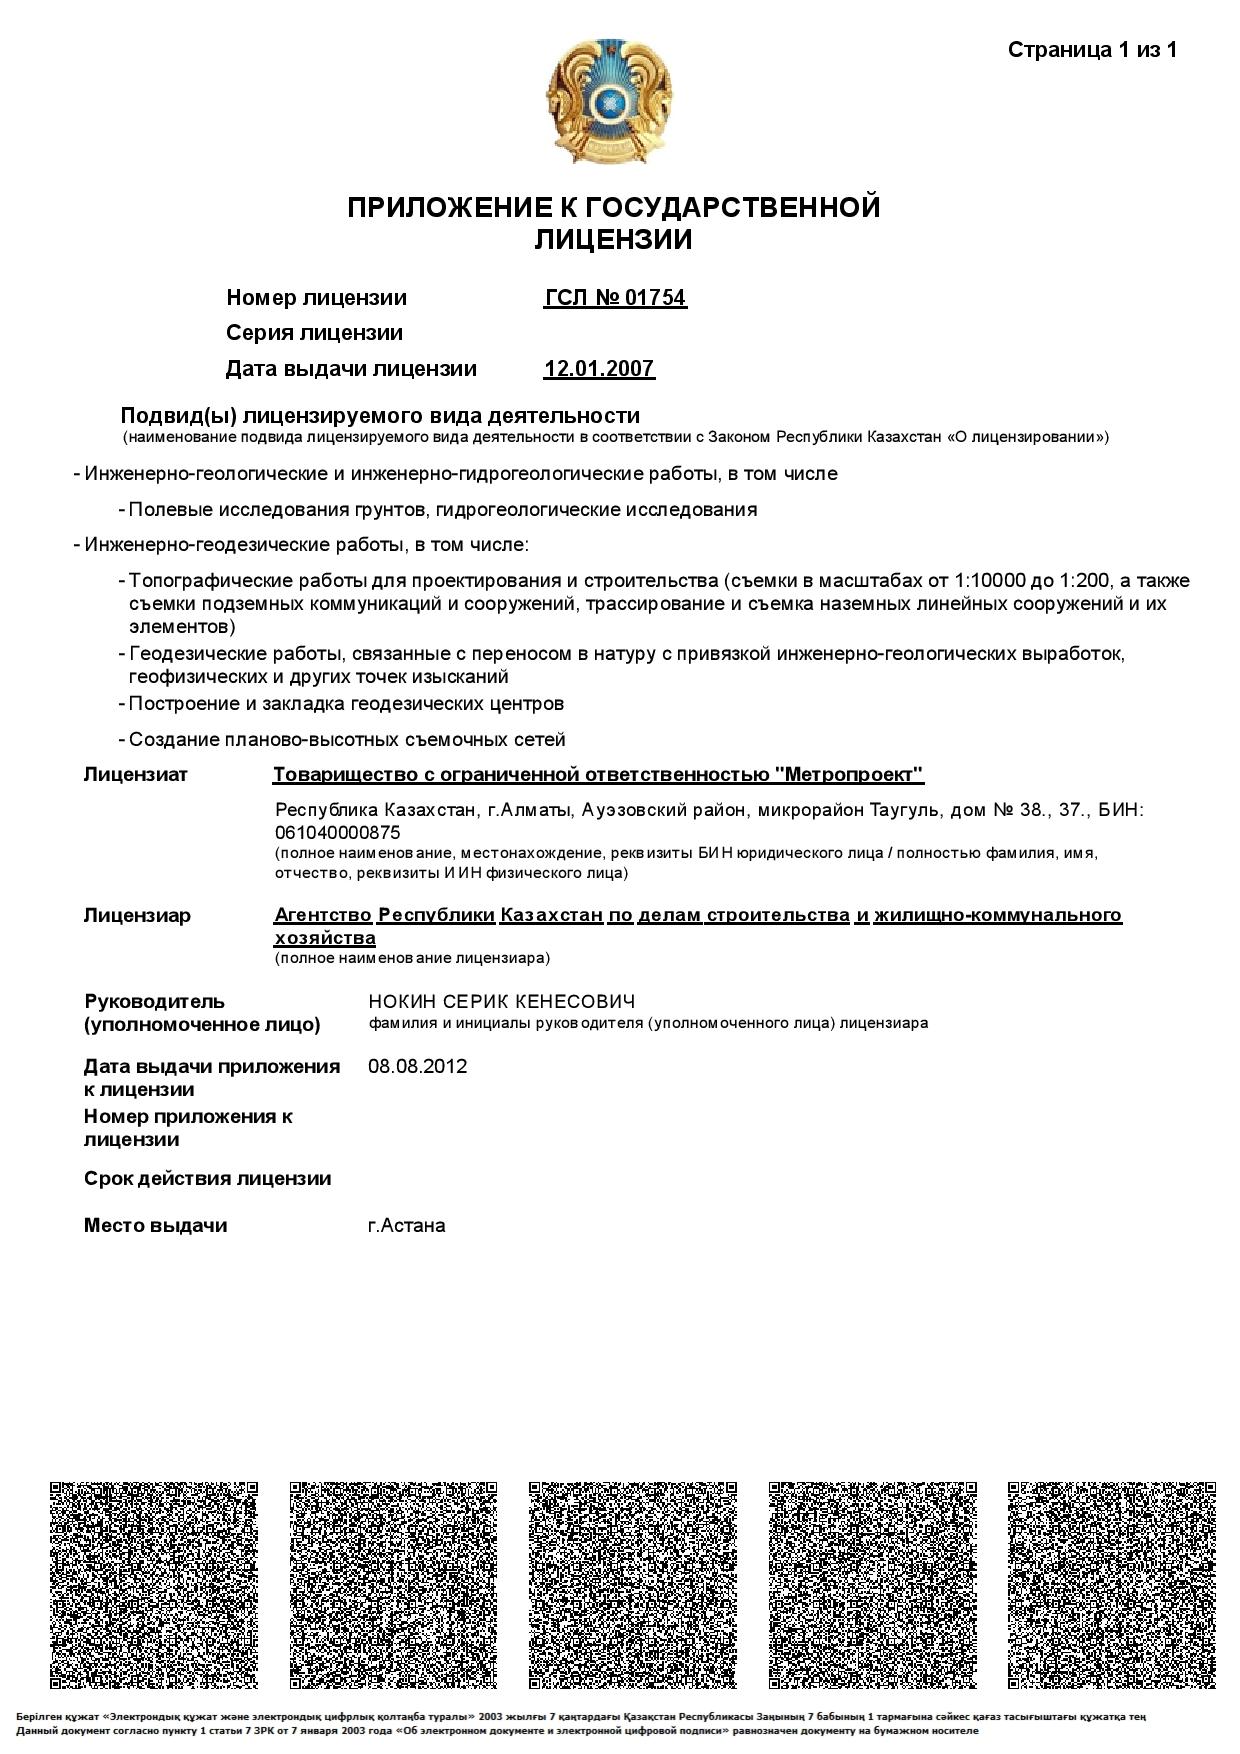 Страница 1 из 1
ПРИЛОЖЕНИЕ К ГОСУДАРСТВЕННОЙ
ЛИЦЕНЗИИ
Номер лицензии ГСЛ № 01754
Серия лицензии
Дата выдачи лицензии 12.01.2007
Подвид(ы) лицензируемого вида деятельности
(наименование подвида лицензируемого вида деятельности в соответствии с Законом Республики Казахстан «О лицензировании»)
- Инженерно-геологические и инженерно-гидрогеологические работы, в том числе
- Полевые исследования грунтов, гидрогеологические исследования
- Инженерно-геодезические работы, в том числе:
- Топографические работы для проектирования и строительства (съемки в масштабах от 1:10000 до 1:200, а также
съемки подземных коммуникаций и сооружений, трассирование и съемка наземных линейных сооружений и их
элементов)
- Геодезические работы, связанные с переносом в натуру с привязкой инженерно-геологических выработок,
геофизических и других точек изысканий
- Построение и закладка геодезических центров
- Создание планово-высотных съемочных сетей
Лицензиат Товарищество с ограниченной ответственностью "Метропроект"
Республика Казахстан, г.Алматы, Ауэзовский район, микрорайон Таугуль, дом № 38., 37., БИН:
061040000875
(полное наименование, местонахождение, реквизиты БИН юридического лица / полностью фамилия, имя,
отчество, реквизиты ИИН физического лица)
Лицензиар Агентство Республики Казахстан по делам строительства и жилищно-коммунального
хозяйства
(полное наименование лицензиара)
Руководитель НОКИН СЕРИК КЕНЕСОВИЧ
(уполномоченное лицо) фамилия и инициалы руководителя (уполномоченного лица) лицензиара
Дата выдачи приложения 08.08.2012
к лицензии
Номер приложения к
лицензии
Срок действия лицензии
Место выдачи г.Астана
Берілген құжат «Электрондық құжат және электрондық цифрлық қолтаңба туралы» 2003 жылғы 7 қаңтардағы Қазақстан Республикасы Заңының 7 бабының 1 тармағына сәйкес қағаз тасығыштағы құжатқа тең
Данный документ согласно пункту 1 статьи 7 ЗРК от 7 января 2003 года «Об электронном документе и электронной цифровой подписи» равнозначен документу на бумажном носителе